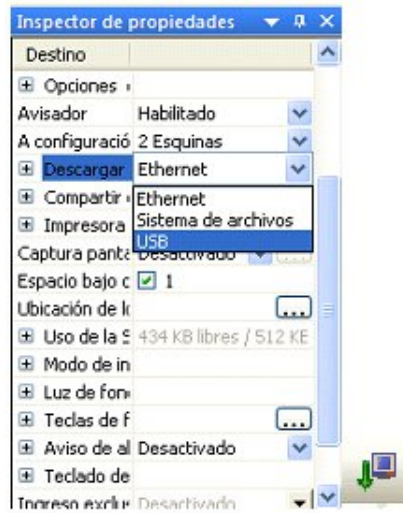 Inspector de propiedades
Destino
Opciones
Avisador Habilitado
A configuració 2 Esquinas
Descargar Ethernet
Compartir Ethernet
Sistema de archivos
Impresora USB
Captura panta Desactivado ...
Espacio bajo c 1
Ubicación de lo ...
Uso de la S 434 KB libres / 512 KE
Modo de in
Luz de fon
Teclas de f ...
Aviso de al Desactivado
Teclado de
Ingreso exclu Desactivado